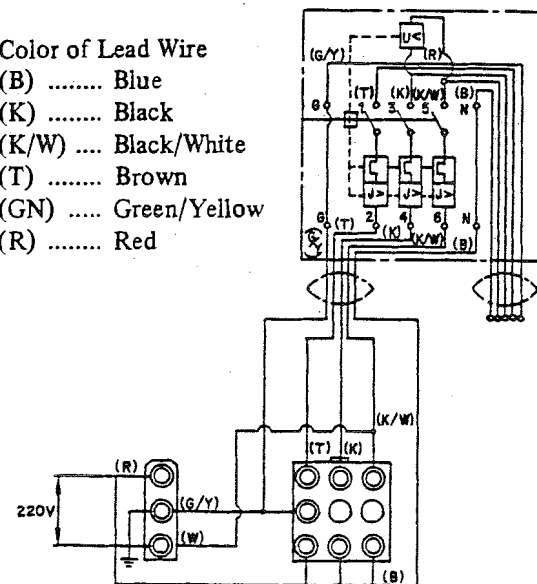 Color of Lead Wire
(B) ........ Blue
(K) ........ Black
(K/W) .... Black/White
(T) ........ Brown
(GN) ..... Green/Yellow
(R) ........ Red
U<
(G/Y) (R)
(T) (K) (K/W) (B)
G 1 3 5 N
J> J> J>
G (T) 2 4 6 N
(G/Y) (K) (K/W) (B)
(K/W)
(R) (T) (K)
220V (G/Y)
(W)
(B)